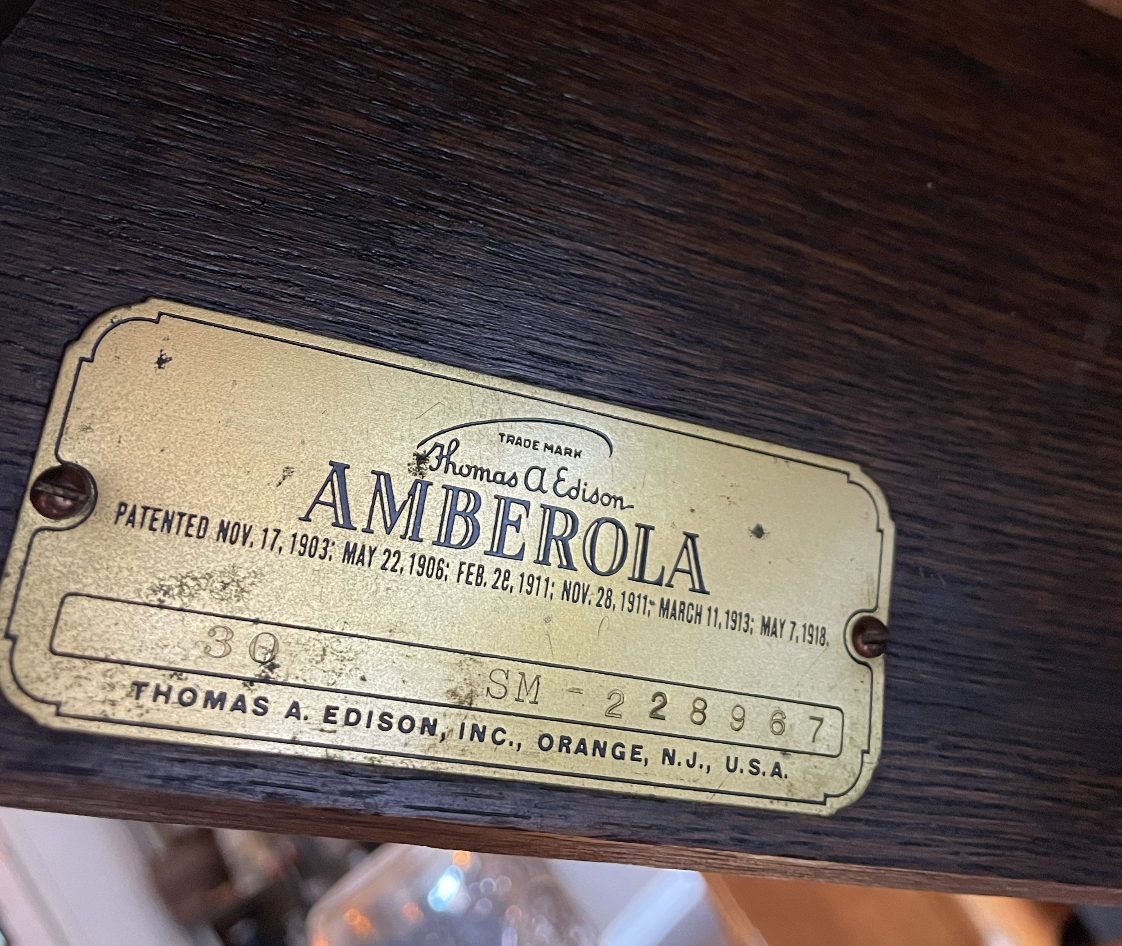 TRADE MARK
Thomas A Edison
AMBEROLA
PATENTED NOV. 17, 1903; MAY 22, 1906; FEB. 28, 1911; NOV. 28, 1911; MARCH 11, 1913; MAY 7, 1918.
30 SM - 228967
THOMAS A. EDISON, INC., ORANGE, N.J., U.S.A.